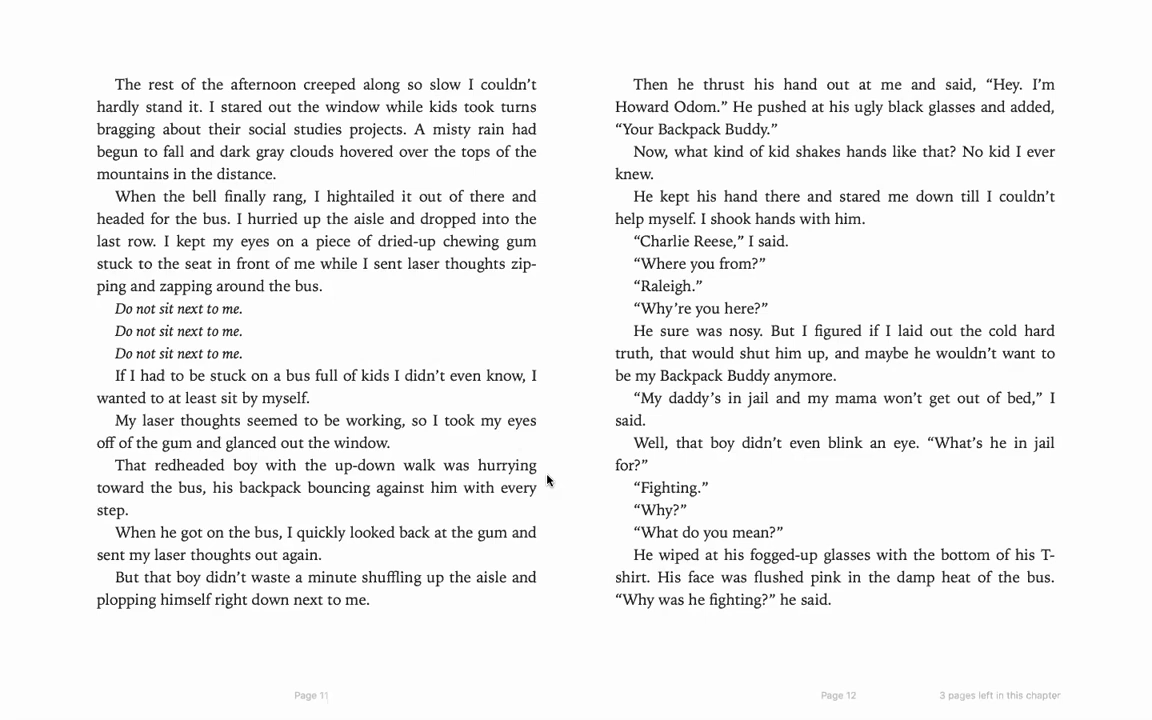 The rest of the afternoon creeped along so slow I couldn’t
hardly stand it. I stared out the window while kids took turns
bragging about their social studies projects. A misty rain had
begun to fall and dark gray clouds hovered over the tops of the
mountains in the distance.
When the bell finally rang, I hightailed it out of there and
headed for the bus. I hurried up the aisle and dropped into the
last row. I kept my eyes on a piece of dried-up chewing gum
stuck to the seat in front of me while I sent laser thoughts zip-
ping and zapping around the bus.
Do not sit next to me.
Do not sit next to me.
Do not sit next to me.
If I had to be stuck on a bus full of kids I didn’t even know, I
wanted to at least sit by myself.
My laser thoughts seemed to be working, so I took my eyes
off of the gum and glanced out the window.
That redheaded boy with the up-down walk was hurrying
toward the bus, his backpack bouncing against him with every
step.
When he got on the bus, I quickly looked back at the gum and
sent my laser thoughts out again.
But that boy didn’t waste a minute shuffling up the aisle and
plopping himself right down next to me.
Page 11
Then he thrust his hand out at me and said, “Hey. I’m
Howard Odom.” He pushed at his ugly black glasses and added,
“Your Backpack Buddy.”
Now, what kind of kid shakes hands like that? No kid I ever
knew.
He kept his hand there and stared me down till I couldn’t
help myself. I shook hands with him.
“Charlie Reese,” I said.
“Where you from?”
“Raleigh.”
“Why’re you here?”
He sure was nosy. But I figured if I laid out the cold hard
truth, that would shut him up, and maybe he wouldn’t want to
be my Backpack Buddy anymore.
“My daddy’s in jail and my mama won’t get out of bed,” I
said.
Well, that boy didn’t even blink an eye. “What’s he in jail
for?”
“Fighting.”
“Why?”
“What do you mean?”
He wiped at his fogged-up glasses with the bottom of his T-
shirt. His face was flushed pink in the damp heat of the bus.
“Why was he fighting?” he said.
Page 12
3 pages left in this chapter